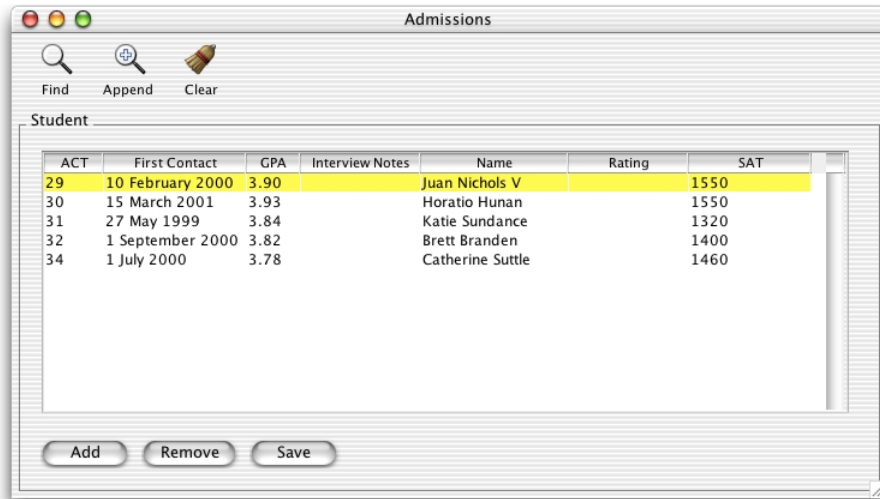 Admissions
Find Append Clear
Student
ACT First Contact GPA Interview Notes Name Rating SAT
29 10 February 2000 3.90 Juan Nichols V 1550
30 15 March 2001 3.93 Horatio Hunan 1550
31 27 May 1999 3.84 Katie Sundance 1320
32 1 September 2000 3.82 Brett Branden 1400
34 1 July 2000 3.78 Catherine Suttle 1460
Add Remove Save